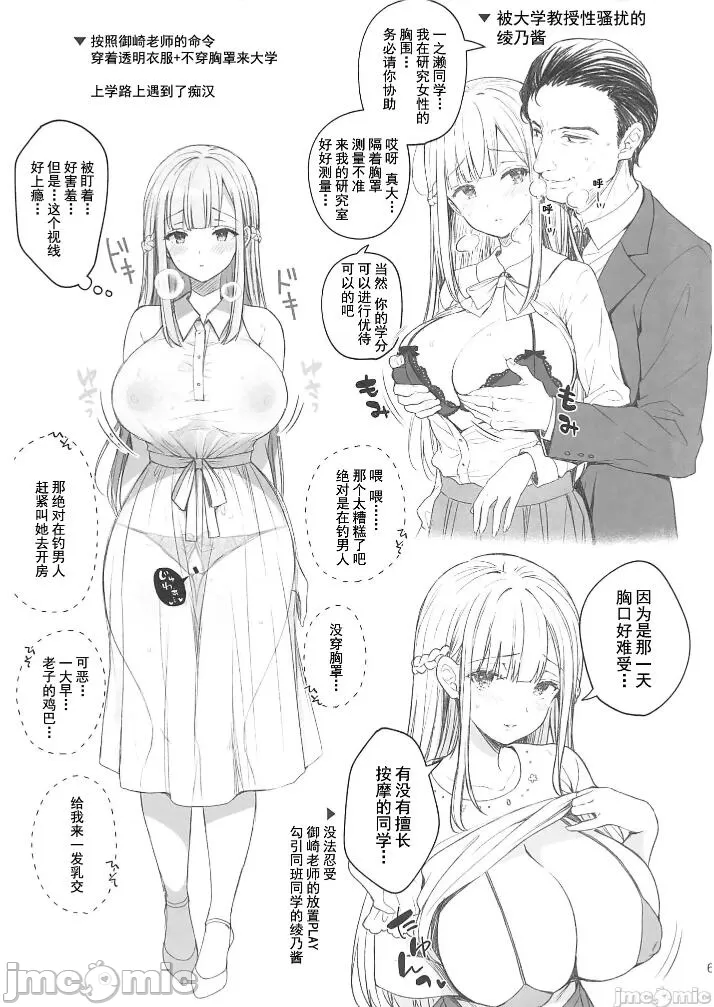 ▼被大学教授性骚扰的
绫乃酱
一之濑同学…
我在研究女性的
胸围…
务必请你协助
哎呀 真大…
隔着胸罩
测量不准
来我的研究室
好好测量…
当然 你的学分
可以进行优待
可以的吧
呼ーッ
呼ーッ
もみ
もみ
▼按照御崎老师的命令
穿着透明衣服+不穿胸罩来大学
上学路上遇到了痴汉
被盯着…
好害羞…
但是…这个视线
好上瘾…
ドキ
ドキ
ゆさっ
ゆさっ
喂 喂……
那个太糟糕了吧
绝对是在钓男人
那绝对在钓男人
赶紧叫她去开房
没穿胸罩…
可恶…
一大早…
老子的鸡巴…
给我来一发乳交
因为是那一天
胸口好难受…
有没有擅长
按摩的同学…
▼没法忍受
御崎老师的放置PLAY
勾引同班同学的绫乃酱
6
jmcomic
jmcomic